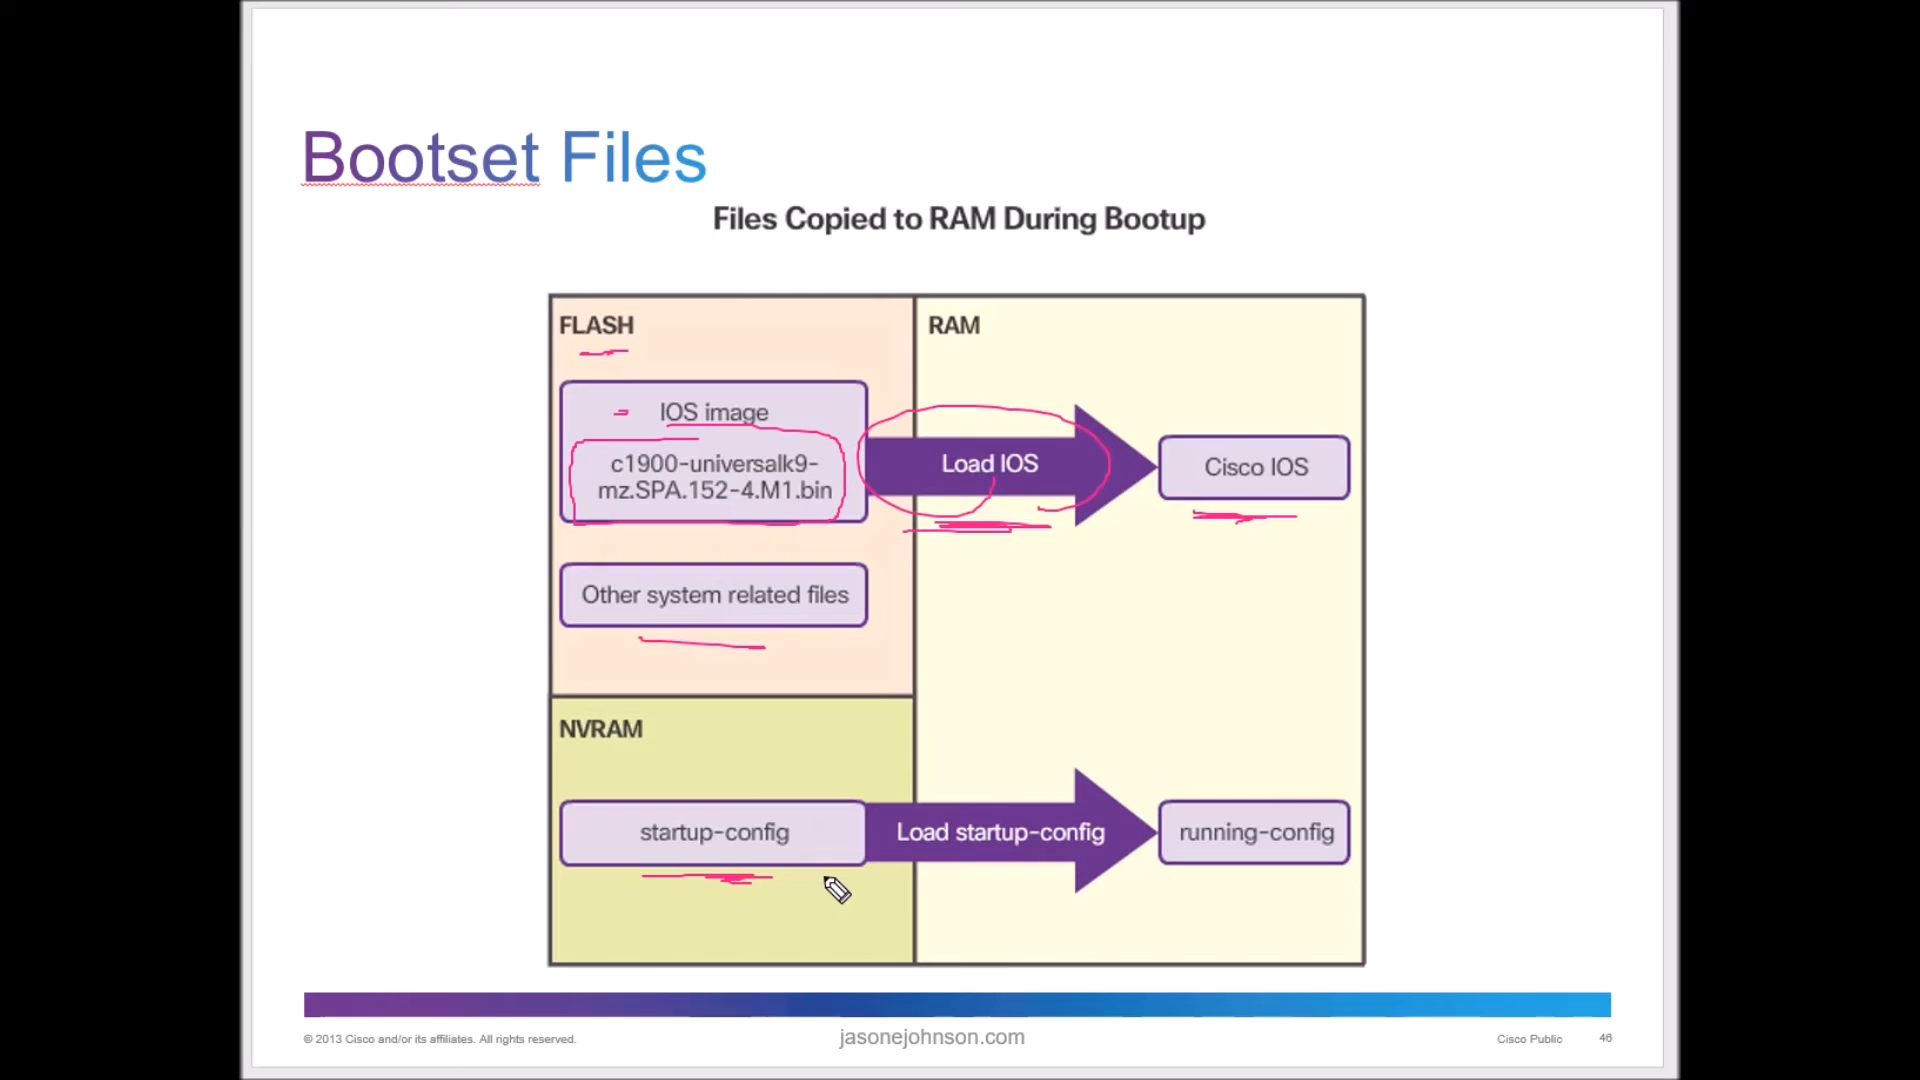 Bootset Files
Files Copied to RAM During Bootup
FLASH
RAM
IOS image
c1900-universalk9-
mz.SPA.152-4.M1.bin
Load IOS
Cisco IOS
Other system related files
NVRAM
startup-config
Load startup-config
running-config
© 2013 Cisco and/or its affiliates. All rights reserved.
jasonejohnson.com
Cisco Public
46